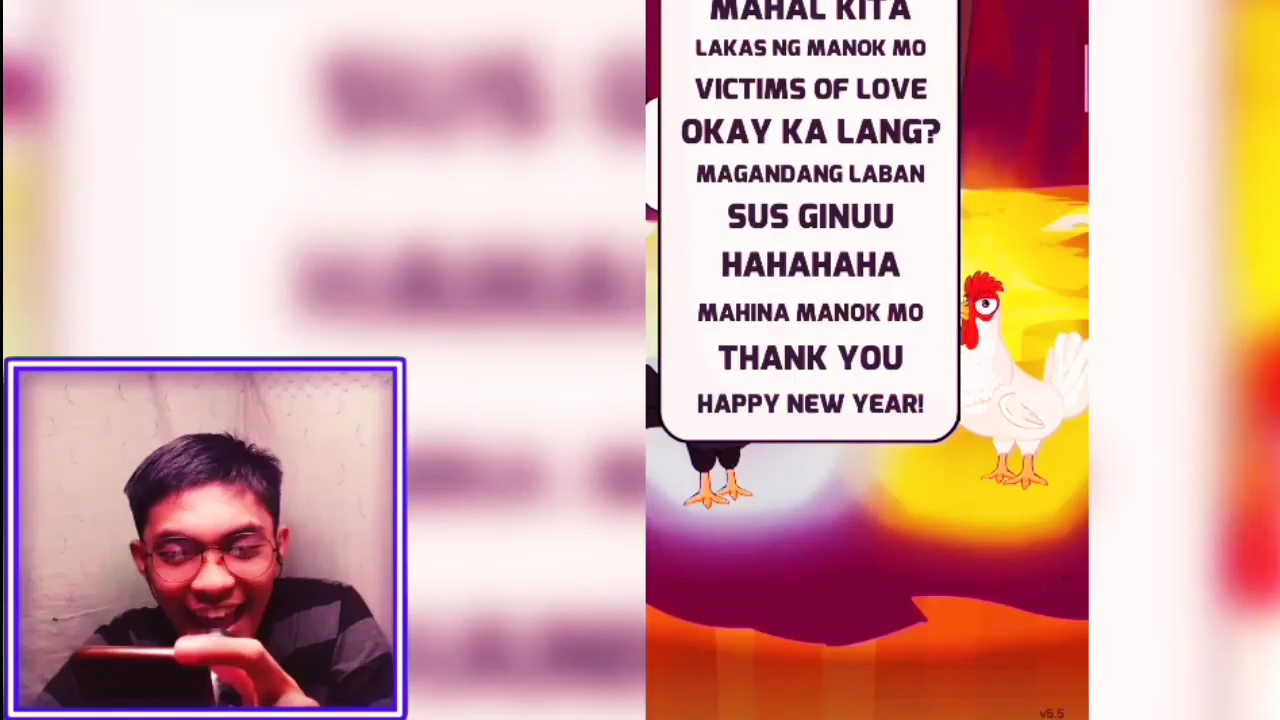 MAHAL KITA
LAKAS NG MANOK MO
VICTIMS OF LOVE
OKAY KA LANG?
MAGANDANG LABAN
SUS GINUU
HAHAHAHA
MAHINA MANOK MO
THANK YOU
HAPPY NEW YEAR!
v5.5